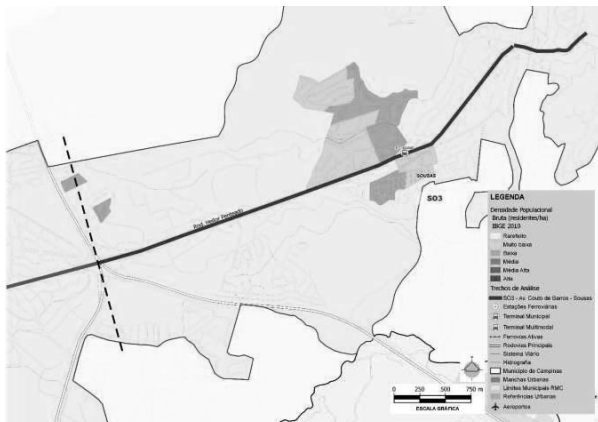 Rod. Heitor Penteado
SOUSAS
SO3
LEGENDA
Densidade Populacional
Bruta (residentes/ha)
IBGE 2010
Rarefeito
Muito baixa
Baixa
Média
Média Alta
Alta
Trechos de Análise
SO3 - Av. Couto de Barros - Sousas
Estações Ferroviárias
Terminal Municipal
Terminal Multimodal
Ferrovias Ativas
Rodovias Principais
Sistema Viário
Hidrografia
Município de Campinas
Manchas Urbanas
Limites Municipais RMC
Referências Urbanas
Aeroportos
0 250 500 750 m
ESCALA GRÁFICA